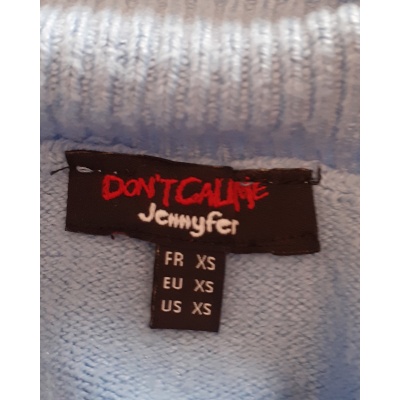 DON'T CALL ME
Jennyfer
FR XS
EU XS
US XS